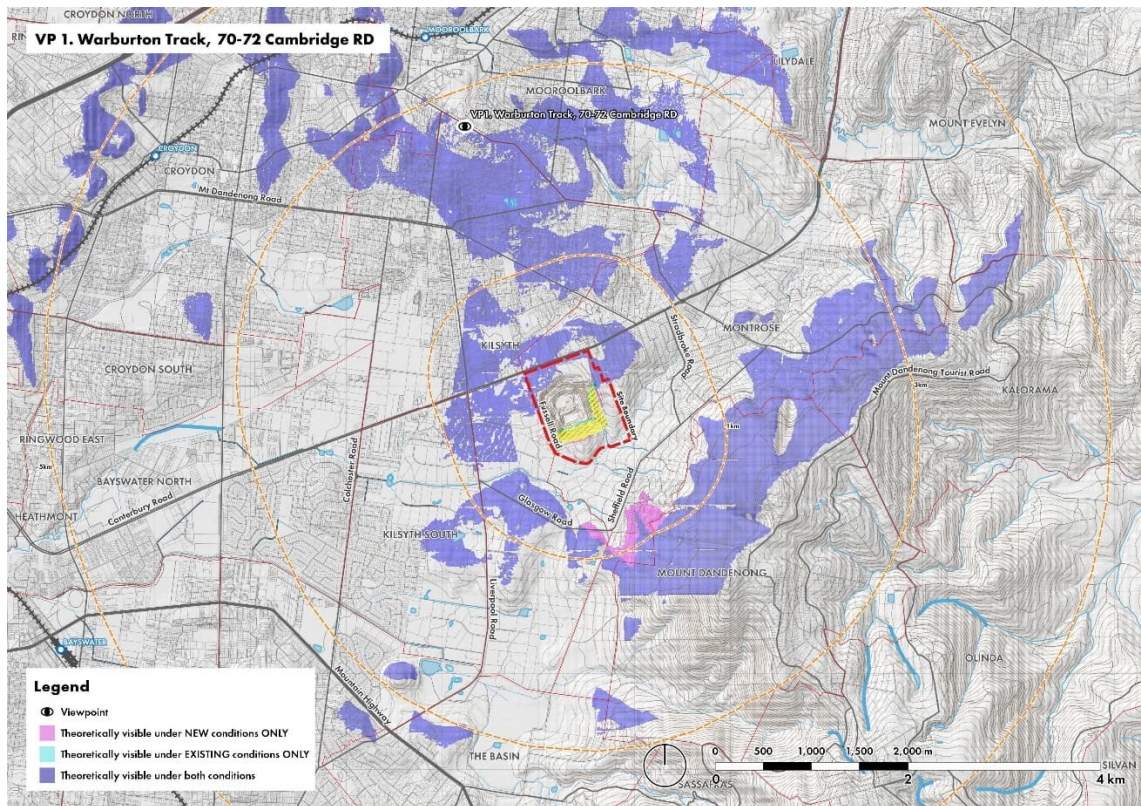 CROYDON NORTH
VP 1. Warburton Track, 70-72 Cambridge RD
MOOROOLBARK
LILYDALE
MOOROOLBARK
VP1. Warburton Track, 70-72 Cambridge RD
MOUNT EVELYN
CROYDON
CROYDON
Mt Dandenong Road
MONTROSE
Stradbroke Road
KILSYTH
CROYDON SOUTH
Mount Dandenong Tourist Road
3km
KALORAMA
Fussell Road
Site Boundary
1km
RINGWOOD EAST
5km
Colchester Road
BAYSWATER NORTH
Canterbury Road
Sheffield Road
Glasgow Road
HEATHMONT
KILSYTH SOUTH
MOUNT DANDENONG
Liverpool Road
BAYSWATER
OLINDA
Mountain Highway
Legend
Viewpoint
Theoretically visible under NEW conditions ONLY
Theoretically visible under EXISTING conditions ONLY
Theoretically visible under both conditions
THE BASIN
SASSAFRAS
0 500 1,000 1,500 2,000 m
SILVAN
0 2 4 km